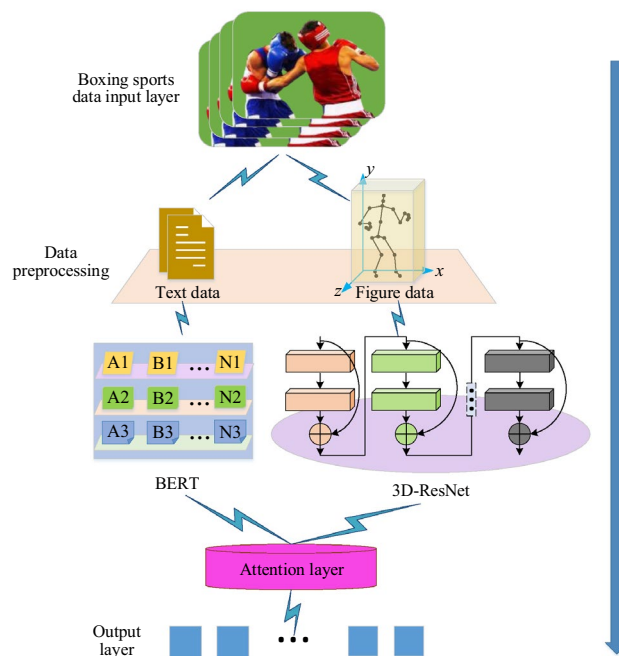 Boxing sports
data input layer
y
x
z
Data
preprocessing
Text data
Figure data
A1 B1 ••• N1
A2 B2 ••• N2
A3 B3 ••• N3
BERT
3D-ResNet
Attention layer
Output
layer
•••